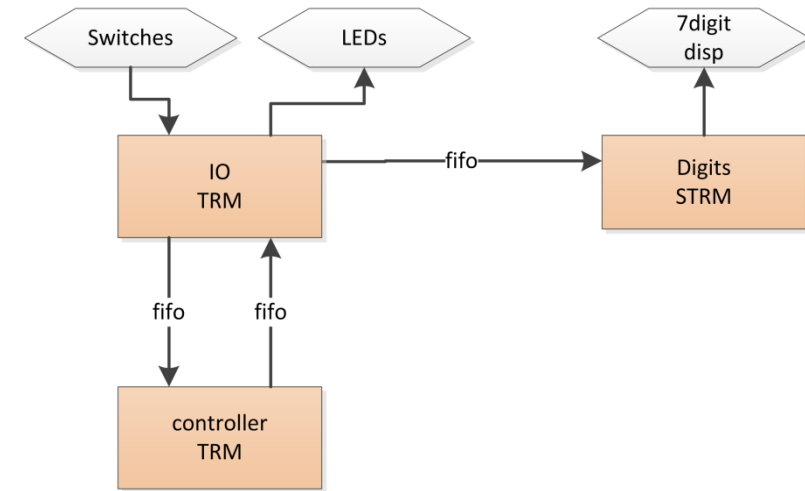 Switches
LEDs
7digit
disp
IO
TRM
fifo
Digits
STRM
fifo
fifo
controller
TRM